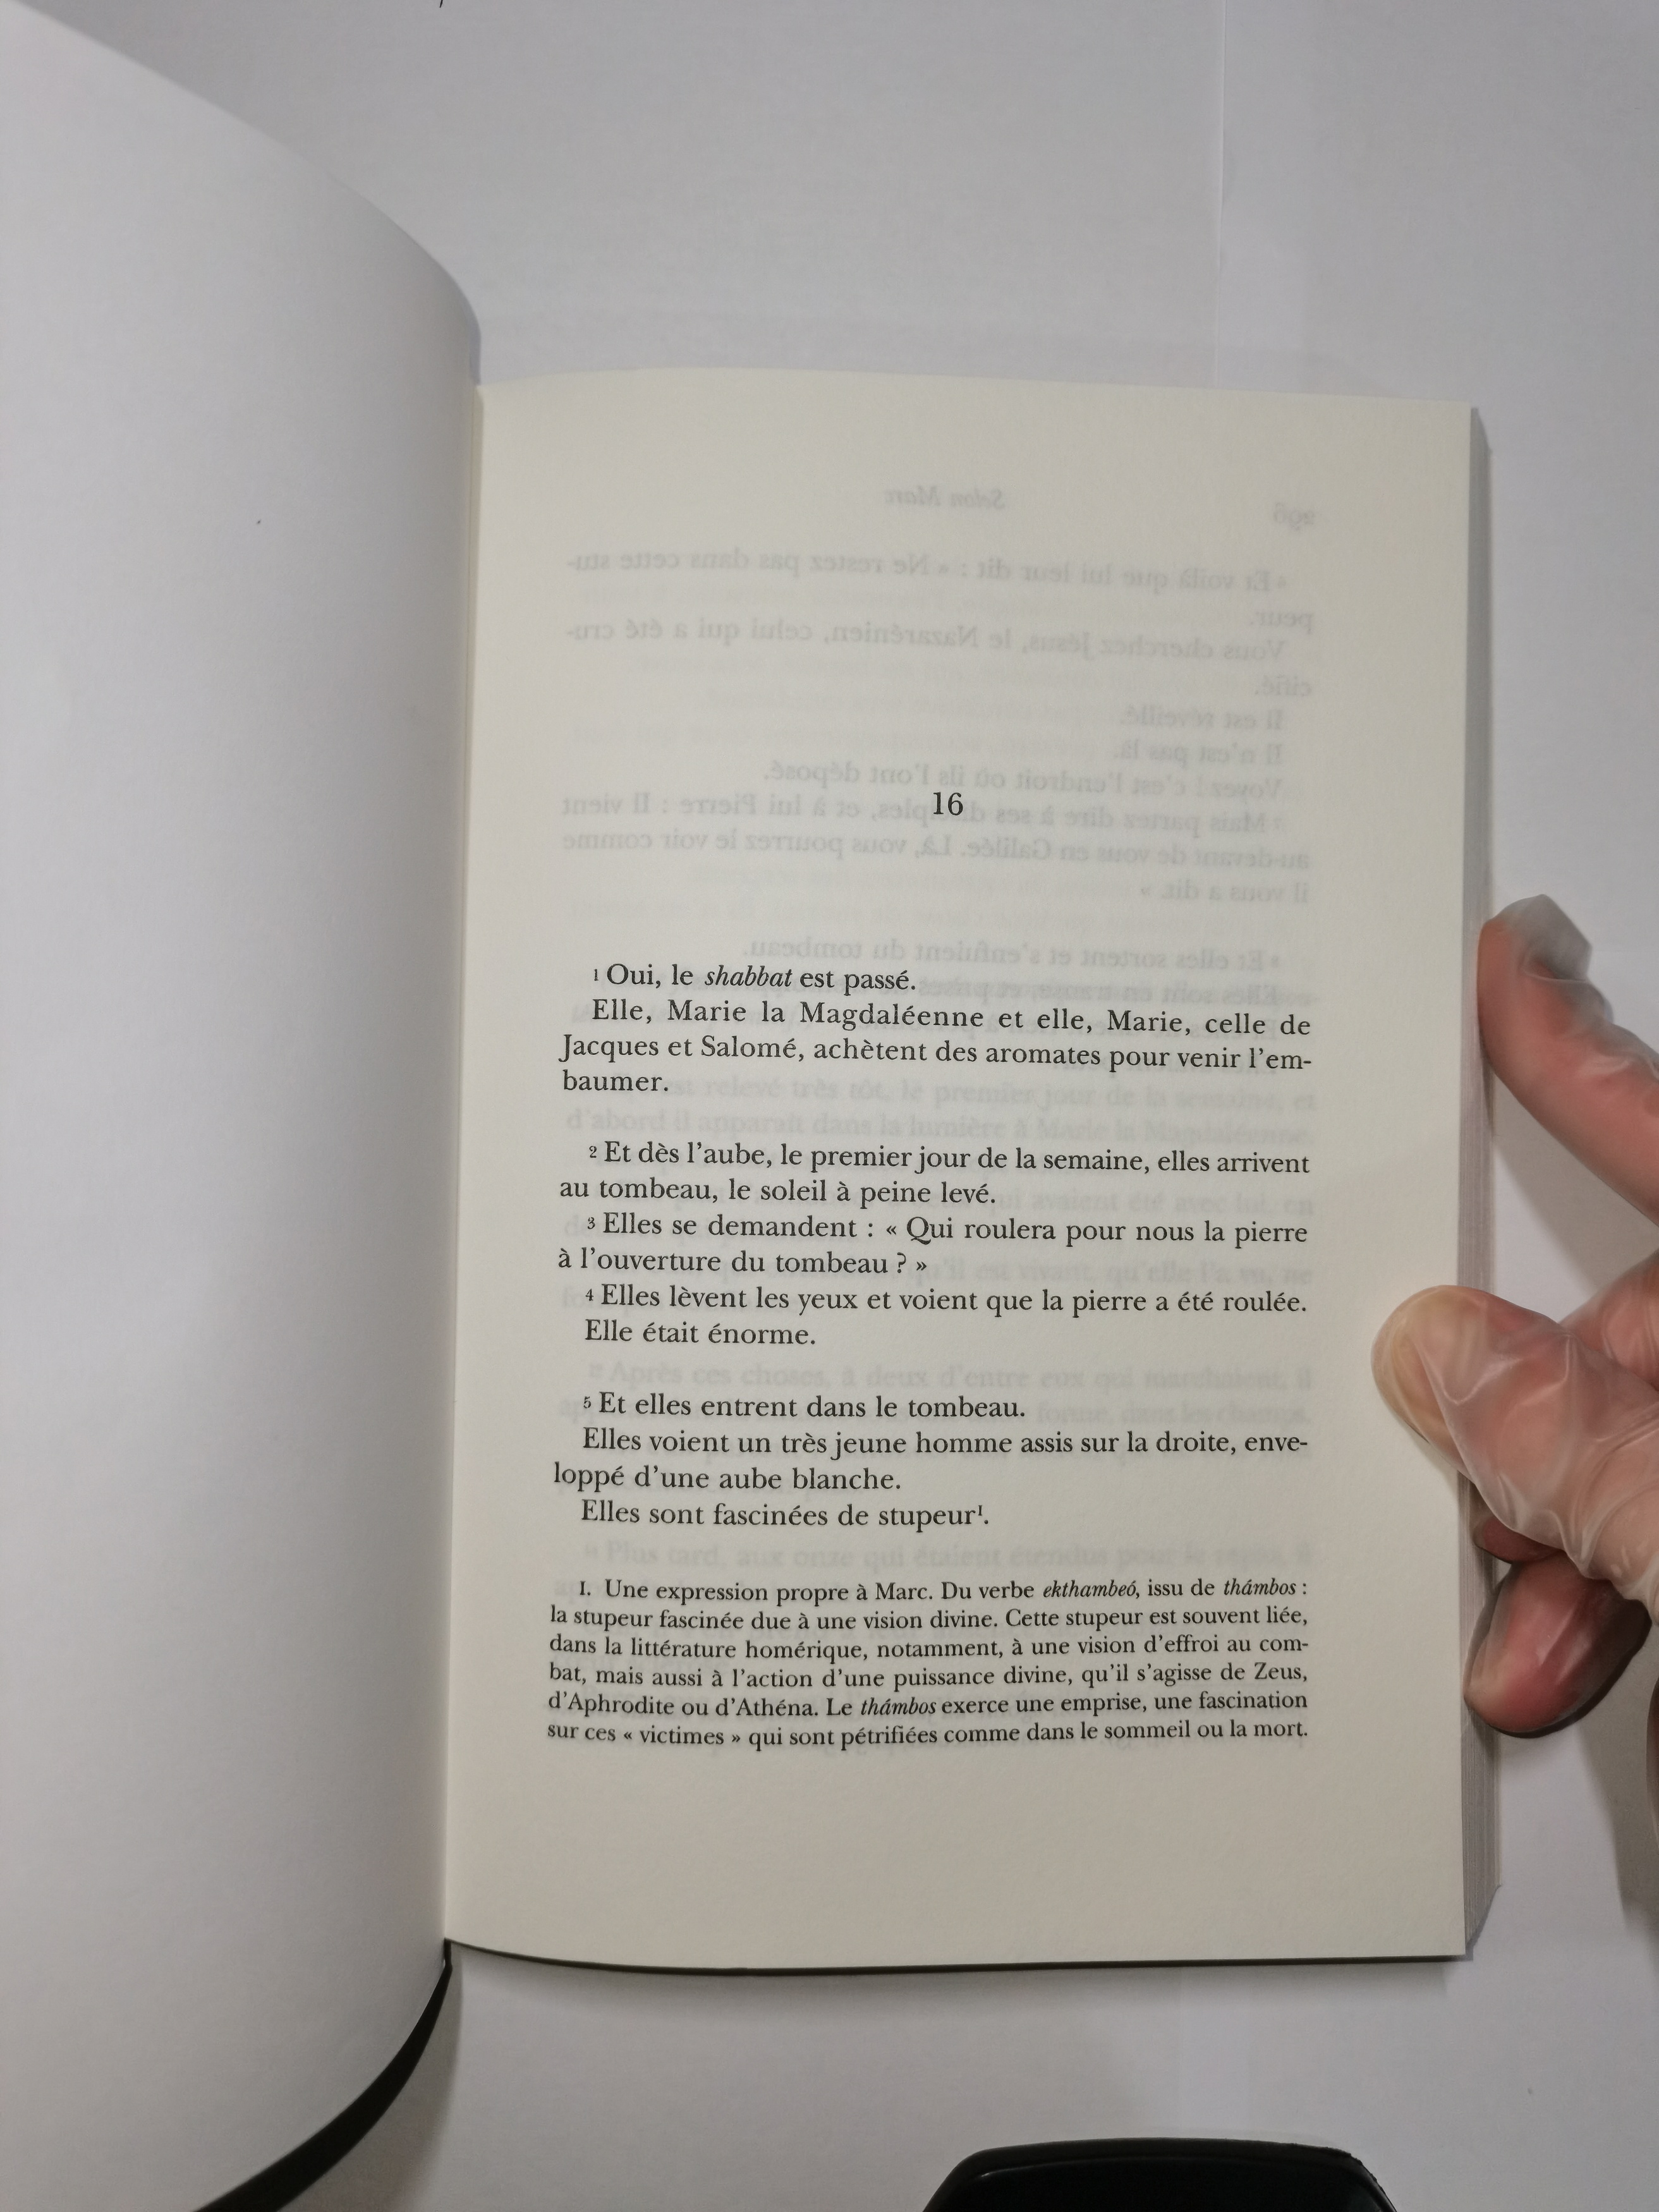 16
1 Oui, le shabbat est passé.
Elle, Marie la Magdaléenne et elle, Marie, celle de
Jacques et Salomé, achètent des aromates pour venir l'em-
baumer.
2 Et dès l'aube, le premier jour de la semaine, elles arrivent
au tombeau, le soleil à peine levé.
3 Elles se demandent : « Qui roulera pour nous la pierre
à l'ouverture du tombeau ? »
4 Elles lèvent les yeux et voient que la pierre a été roulée.
Elle était énorme.
5 Et elles entrent dans le tombeau.
Elles voient un très jeune homme assis sur la droite, enve-
loppé d'une aube blanche.
Elles sont fascinées de stupeur¹.
1. Une expression propre à Marc. Du verbe ekthambeó, issu de thámbos :
la stupeur fascinée due à une vision divine. Cette stupeur est souvent liée,
dans la littérature homérique, notamment, à une vision d'effroi au com-
bat, mais aussi à l'action d'une puissance divine, qu'il s'agisse de Zeus,
d'Aphrodite ou d'Athéna. Le thámbos exerce une emprise, une fascination
sur ces « victimes » qui sont pétrifiées comme dans le sommeil ou la mort.